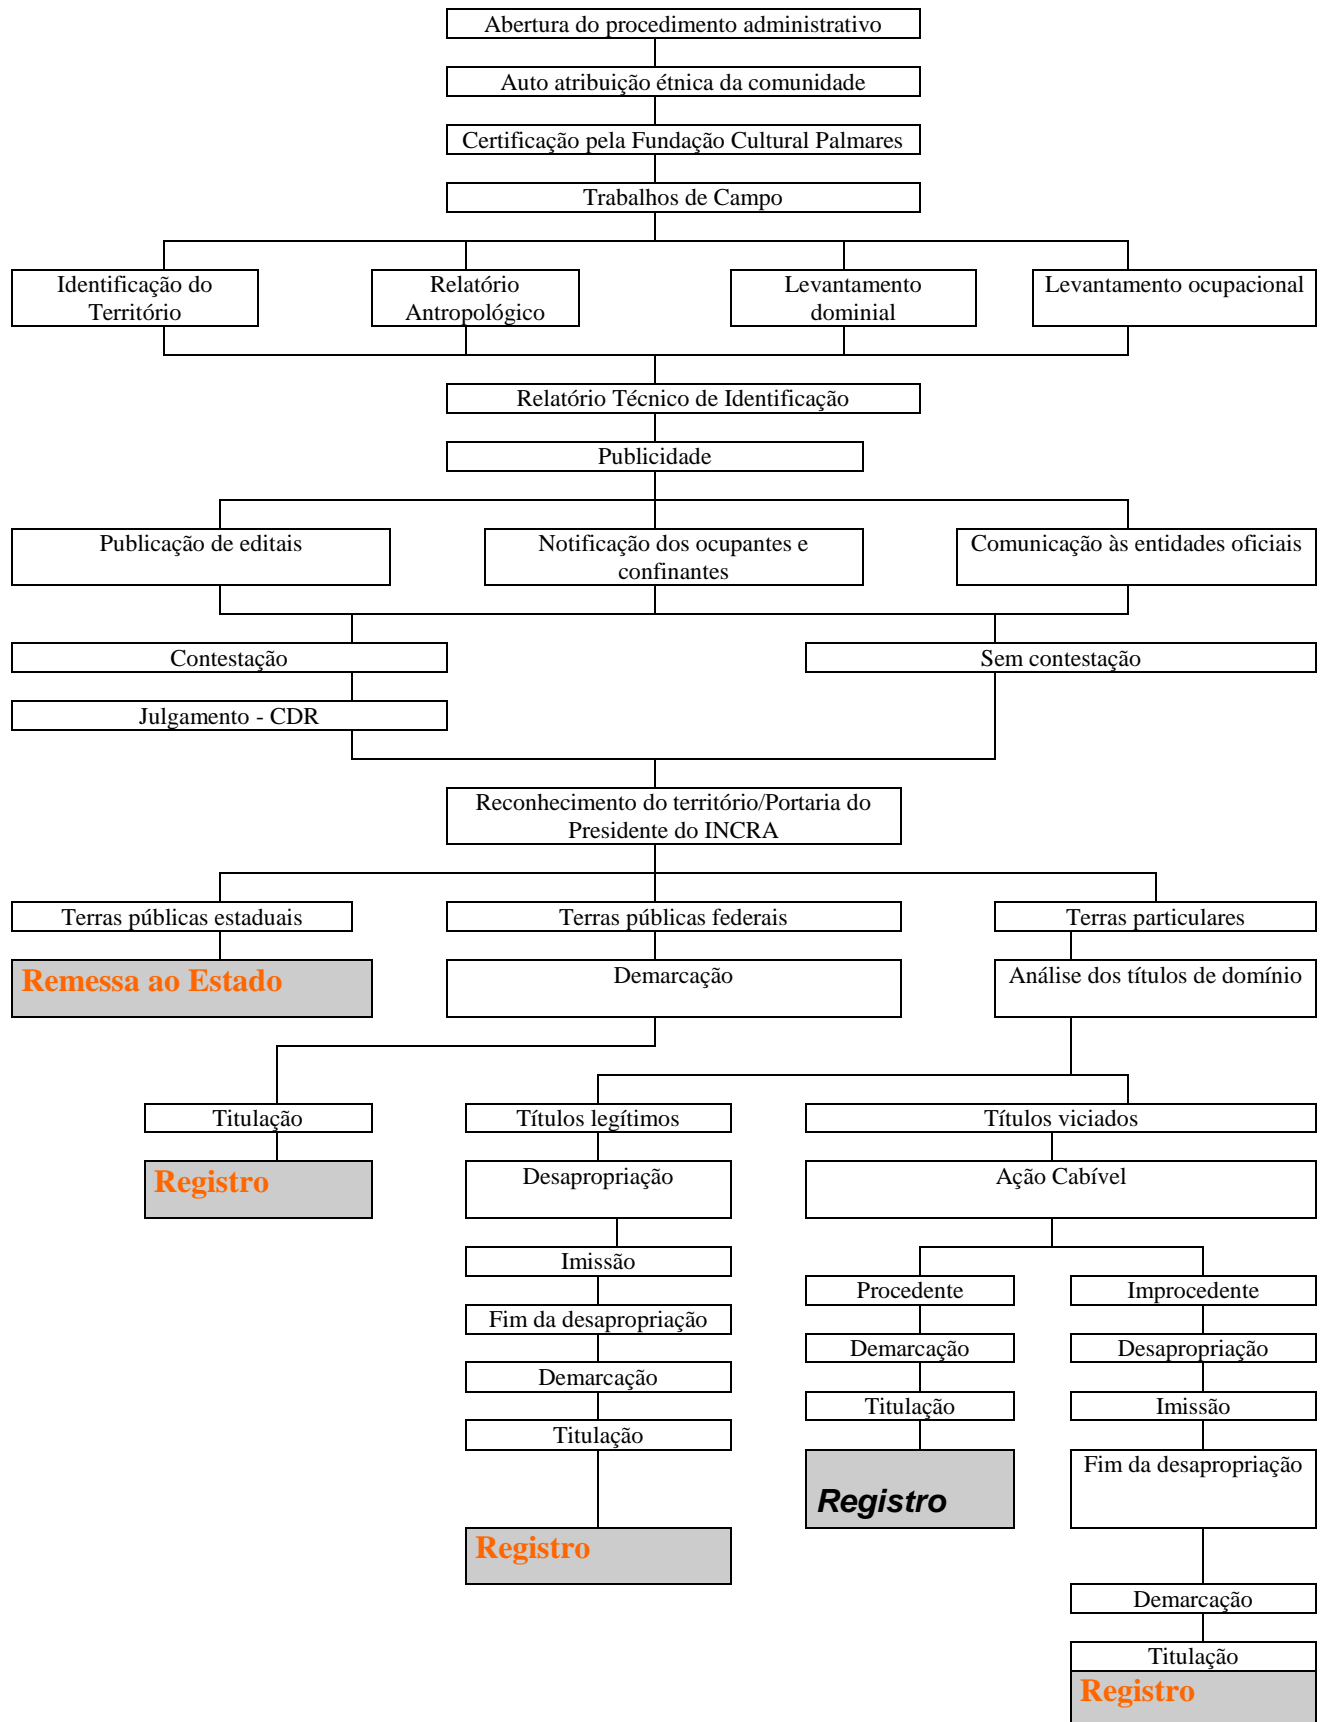 Abertura do procedimento administrativo
Auto atribuição étnica da comunidade
Certificação pela Fundação Cultural Palmares
Trabalhos de Campo
Identificação do
Território
Relatório
Antropológico
Levantamento
dominial
Levantamento ocupacional
Relatório Técnico de Identificação
Publicidade
Publicação de editais
Notificação dos ocupantes e
confinantes
Comunicação às entidades oficiais
Contestação
Sem contestação
Julgamento - CDR
Reconhecimento do território/Portaria do
Presidente do INCRA
Terras públicas estaduais
Terras públicas federais
Terras particulares
Remessa ao Estado
Demarcação
Análise dos títulos de domínio
Titulação
Títulos legítimos
Títulos viciados
Registro
Desapropriação
Ação Cabível
Imissão
Procedente
Improcedente
Fim da desapropriação
Demarcação
Desapropriação
Demarcação
Titulação
Imissão
Titulação
Fim da desapropriação
Registro
Registro
Demarcação
Titulação
Registro